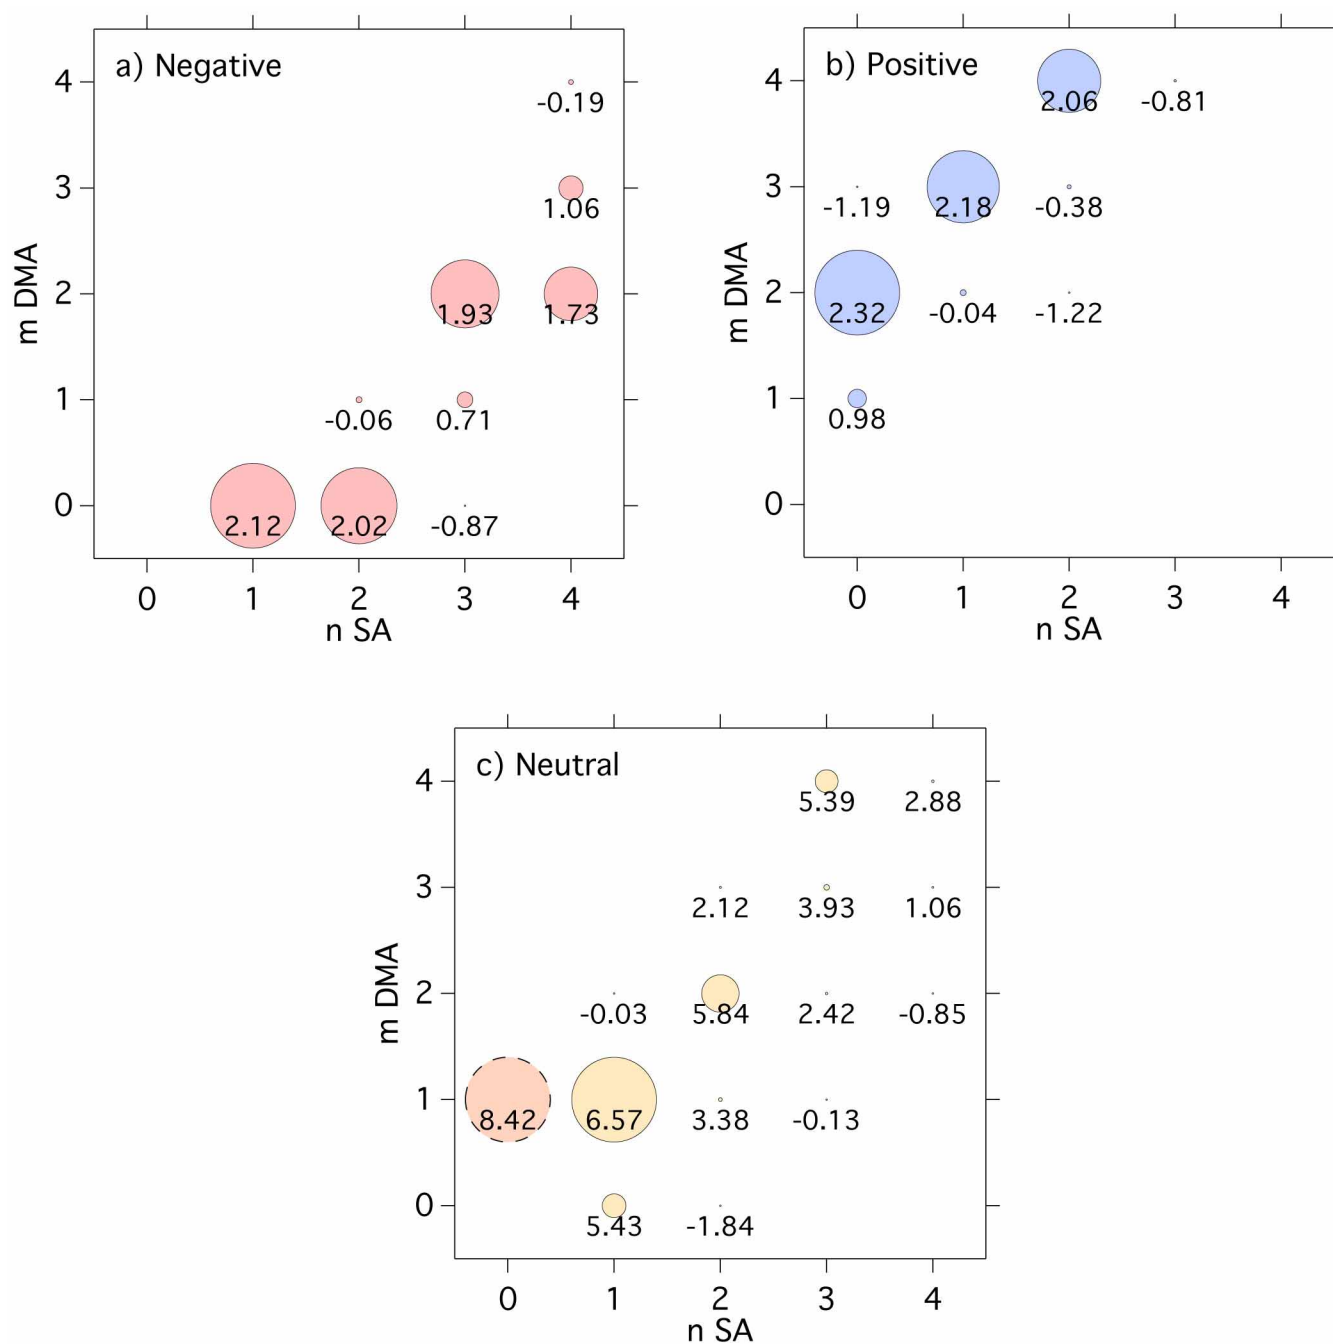 a) Negative
4
-0.19
3
1.06
2
1.93 1.73
1
-0.06 0.71
0
2.12 2.02 -0.87
0 1 2 3 4
n SA
m DMA
b) Positive
4
2.06 -0.81
3
-1.19 2.18 -0.38
2
2.32 -0.04 -1.22
1
0.98
0
0 1 2 3 4
n SA
m DMA
c) Neutral
4
5.39 2.88
3
2.12 3.93 1.06
2
-0.03 5.84 2.42 -0.85
1
8.42 6.57 3.38 -0.13
0
5.43 -1.84
0 1 2 3 4
n SA
m DMA